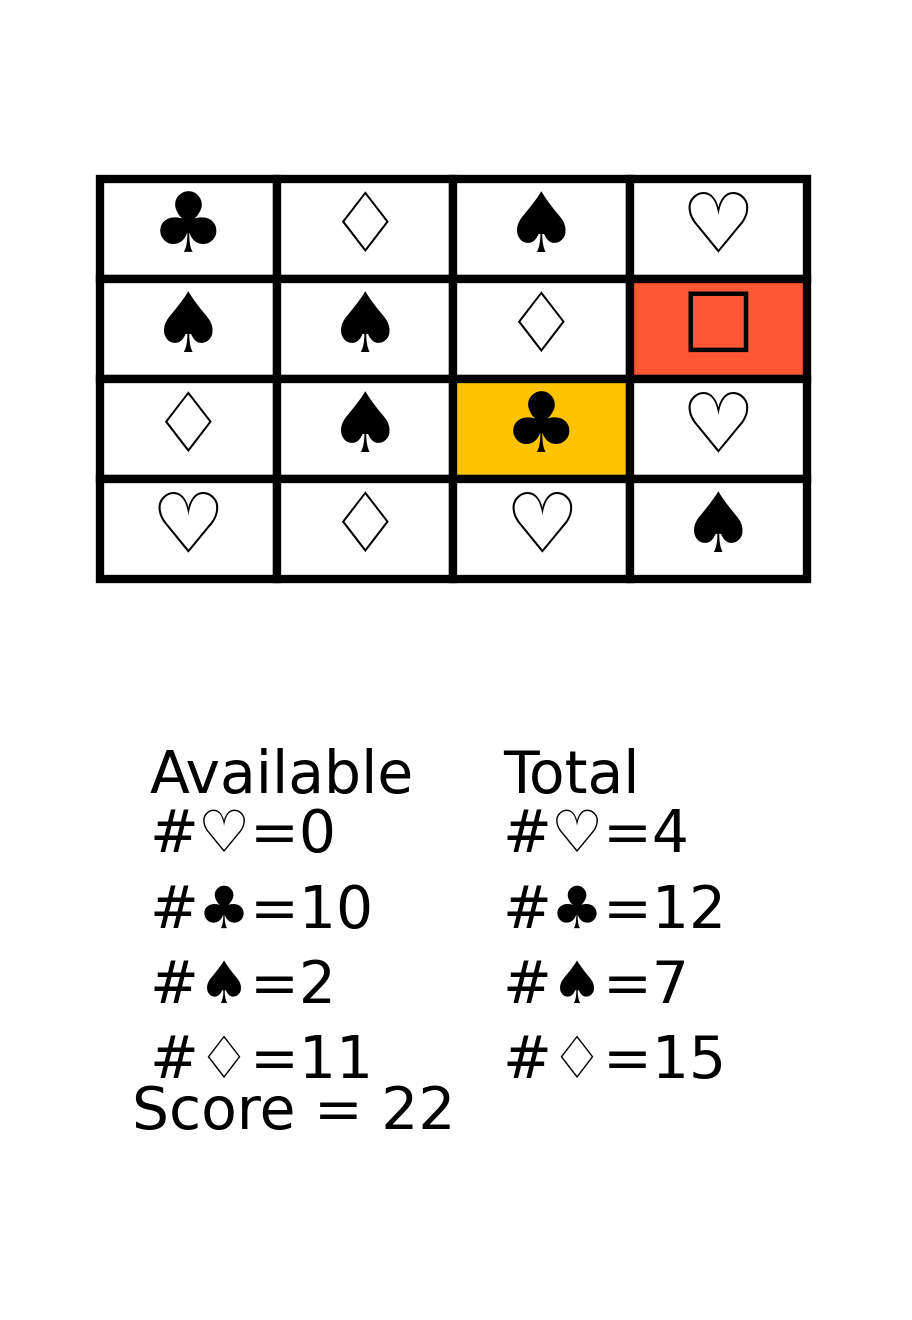 ♣ ♢ ♠ ♡
♠ ♠ ♢ □
♢ ♠ ♣ ♡
♡ ♢ ♡ ♠
Available Total
#♡=0 #♡=4
#♣=10 #♣=12
#♠=2 #♠=7
#♢=11 #♢=15
Score = 22